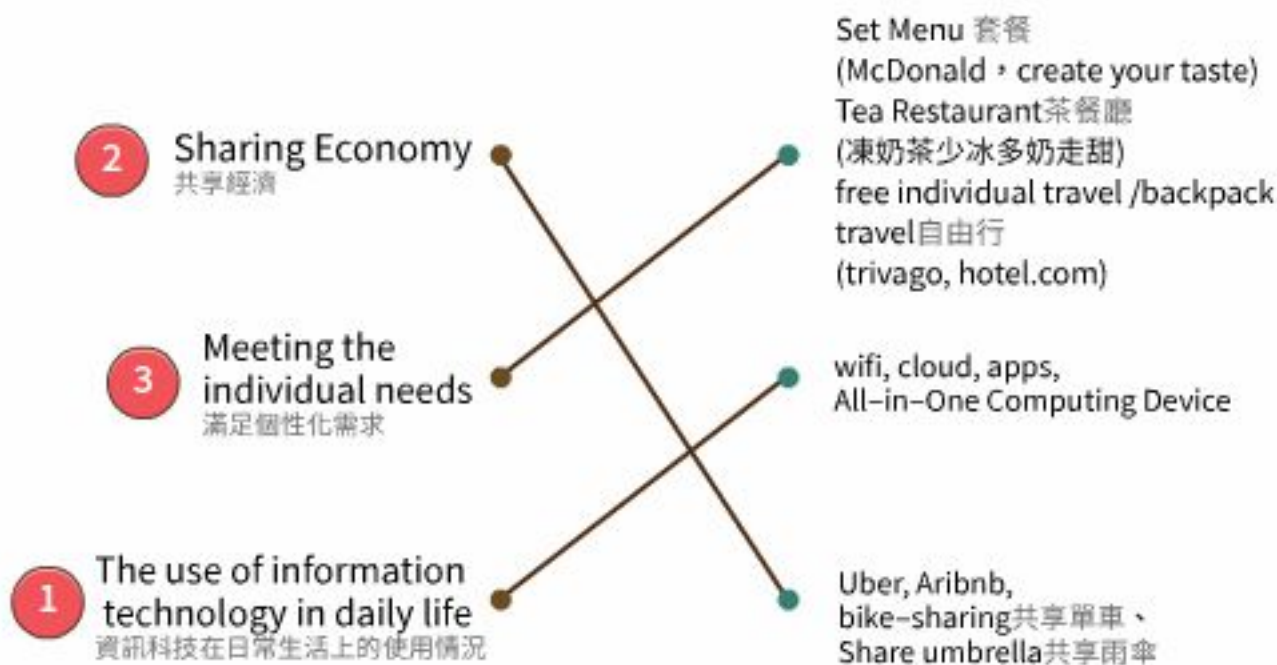 2
Sharing Economy
共享經濟
3
Meeting the
individual needs
滿足個性化需求
1
The use of information
technology in daily life
資訊科技在日常生活上的使用情況
Set Menu 套餐
(McDonald，create your taste)
Tea Restaurant茶餐廳
(凍奶茶少冰多奶走甜)
free individual travel /backpack
travel自由行
(trivago, hotel.com)
wifi, cloud, apps,
All-in-One Computing Device
Uber, Aribnb,
bike-sharing共享單車、
Share umbrella共享雨傘